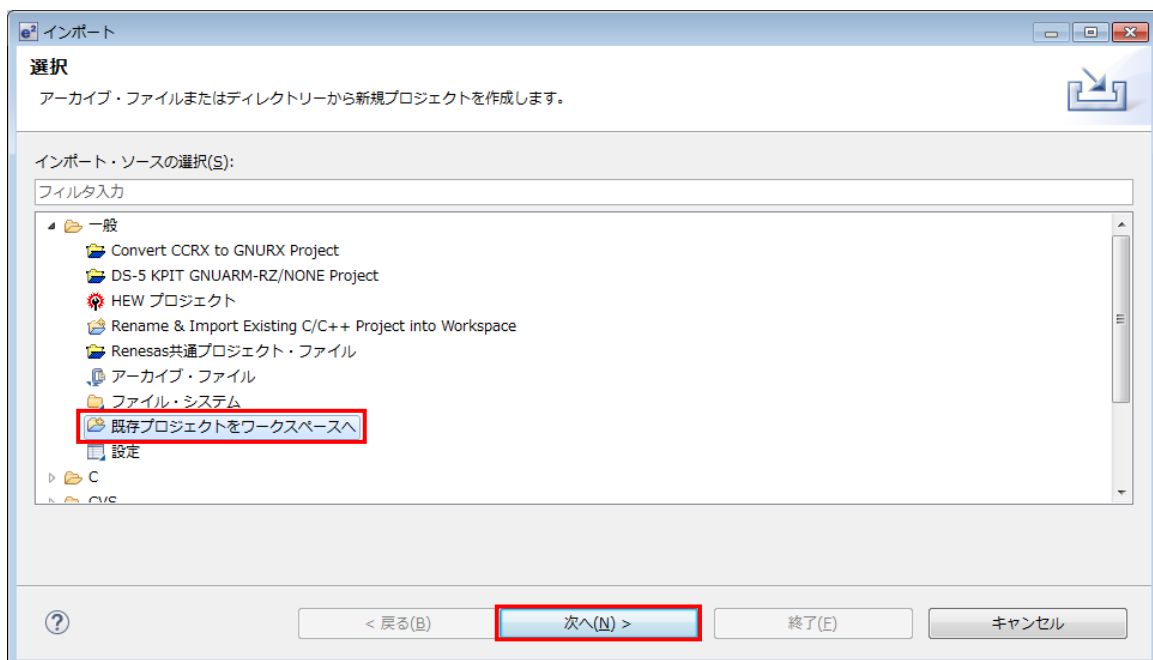 e² インポート
選択
アーカイブ・ファイルまたはディレクトリーから新規プロジェクトを作成します。
インポート・ソースの選択(S):
フィルタ入力
一般
Convert CCRX to GNURX Project
DS-5 KPIT GNUARM-RZ/NONE Project
HEW プロジェクト
Rename & Import Existing C/C++ Project into Workspace
Renesas共通プロジェクト・ファイル
アーカイブ・ファイル
ファイル・システム
既存プロジェクトをワークスペースへ
設定
C
CVS
? < 戻る(B) 次へ(N) > 終了(F) キャンセル